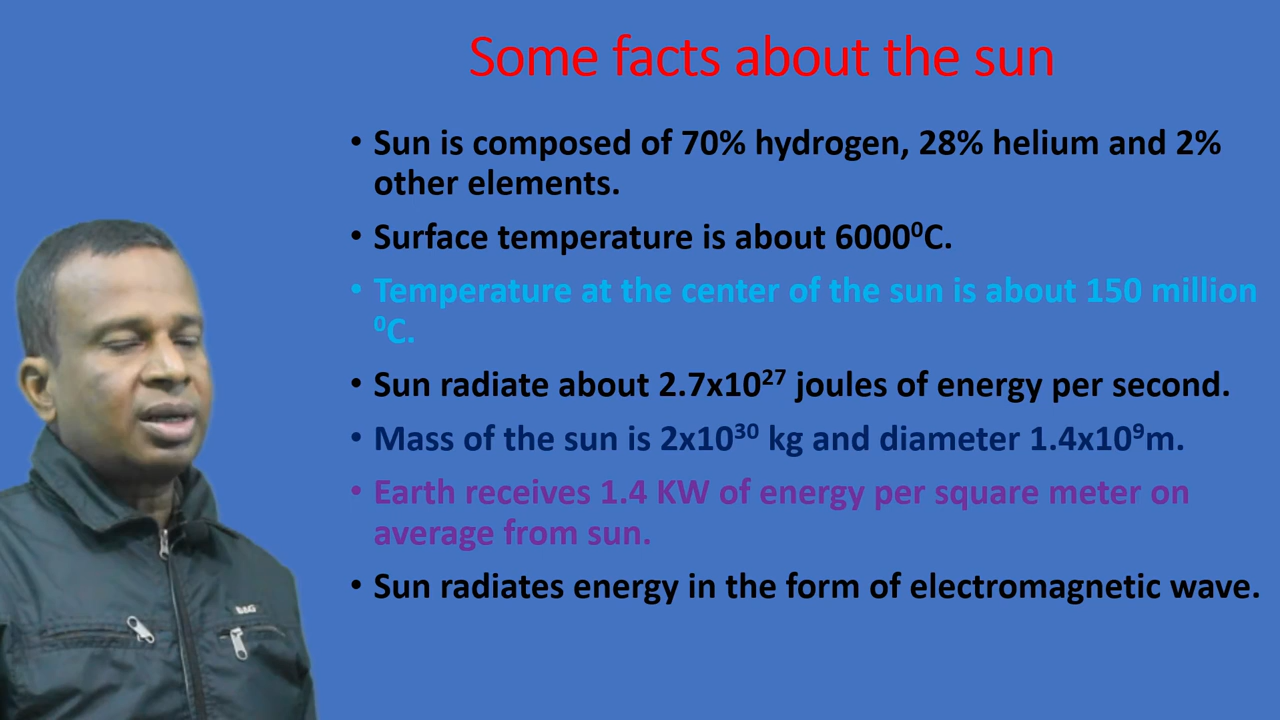 Some facts about the sun
• Sun is composed of 70% hydrogen, 28% helium and 2%
other elements.
• Surface temperature is about 6000⁰C.
• Temperature at the center of the sun is about 150 million
⁰C.
• Sun radiate about 2.7x10²⁷ joules of energy per second.
• Mass of the sun is 2x10³⁰ kg and diameter 1.4x10⁹m.
• Earth receives 1.4 KW of energy per square meter on
average from sun.
• Sun radiates energy in the form of electromagnetic wave.